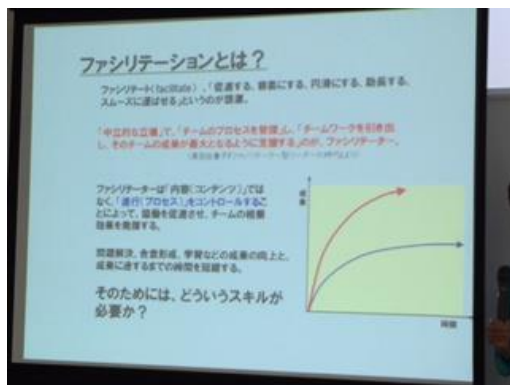 ファシリテーションとは？
ファシリテート(facilitate)、「促進する、容易にする、円滑にする、助長する、
スムーズに運ばせる」というのが語源。
「中立的な立場」で、「チームのプロセスを管理」し、「チームワークを引き出
し、そのチームの成果が最大となるように支援する」のが、ファシリテーター。
ファシリテーターは「内容(コンテンツ)」では
なく、「進行(プロセス)」をコントロールするこ
とによって、協働を促進させ、チームの相乗
効果を発揮する。
問題解決、合意形成、学習などの成果の向上と、
成果に達するまでの時間を短縮する。
そのためには、どういうスキルが
必要か？
成果
時間